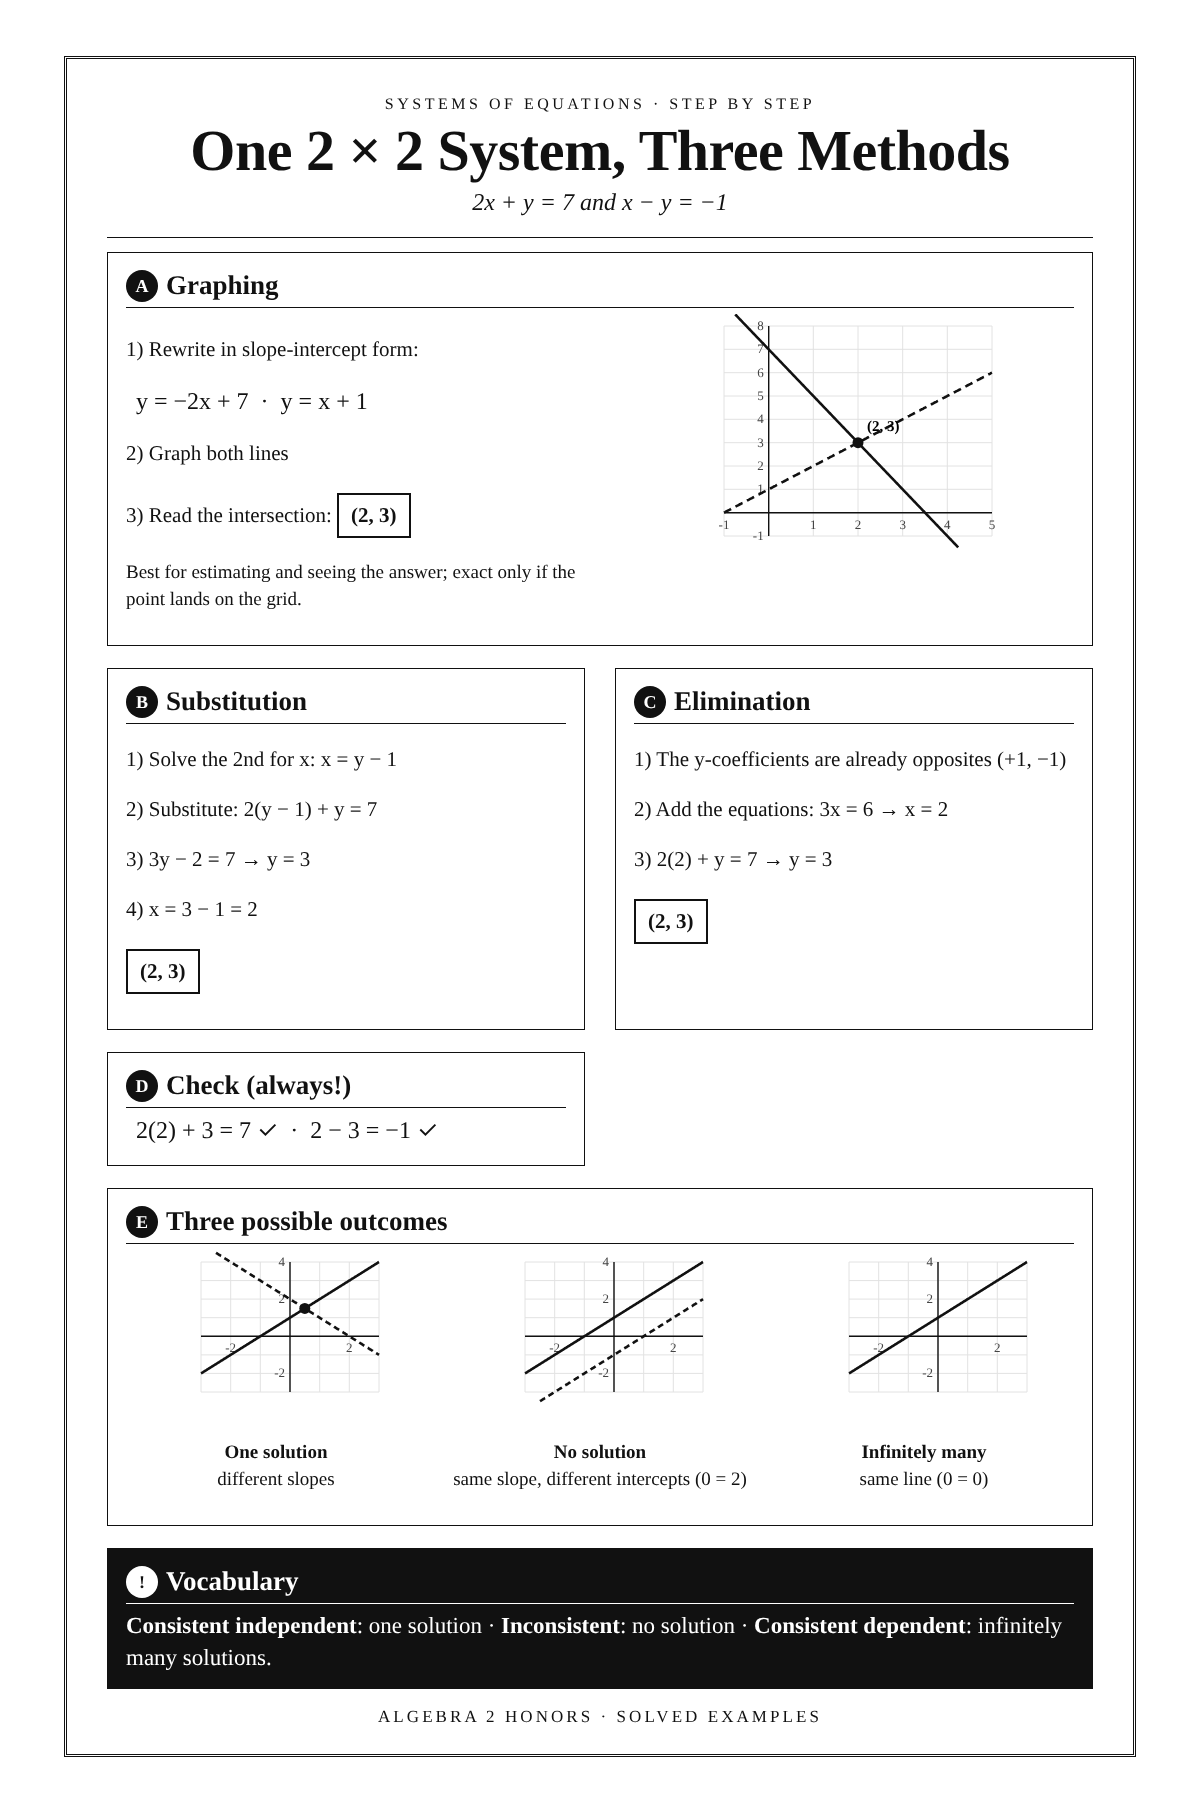 SYSTEMS OF EQUATIONS · STEP BY STEP
One 2 × 2 System, Three Methods
2x + y = 7 and x − y = −1
A Graphing
1) Rewrite in slope-intercept form:
y = −2x + 7 · y = x + 1
2) Graph both lines
3) Read the intersection: (2, 3)
Best for estimating and seeing the answer; exact only if the
point lands on the grid.
8
7
6
5
4
(2, 3)
3
2
1
-1 1 2 3 4 5
-1
B Substitution
1) Solve the 2nd for x: x = y − 1
2) Substitute: 2(y − 1) + y = 7
3) 3y − 2 = 7 → y = 3
4) x = 3 − 1 = 2
(2, 3)
C Elimination
1) The y-coefficients are already opposites (+1, −1)
2) Add the equations: 3x = 6 → x = 2
3) 2(2) + y = 7 → y = 3
(2, 3)
D Check (always!)
2(2) + 3 = 7 ✓ · 2 − 3 = −1 ✓
E Three possible outcomes
4
2
-2 2
-2
One solution
different slopes
4
2
-2 2
-2
No solution
same slope, different intercepts (0 = 2)
4
2
-2 2
-2
Infinitely many
same line (0 = 0)
! Vocabulary
Consistent independent: one solution · Inconsistent: no solution · Consistent dependent: infinitely
many solutions.
ALGEBRA 2 HONORS · SOLVED EXAMPLES